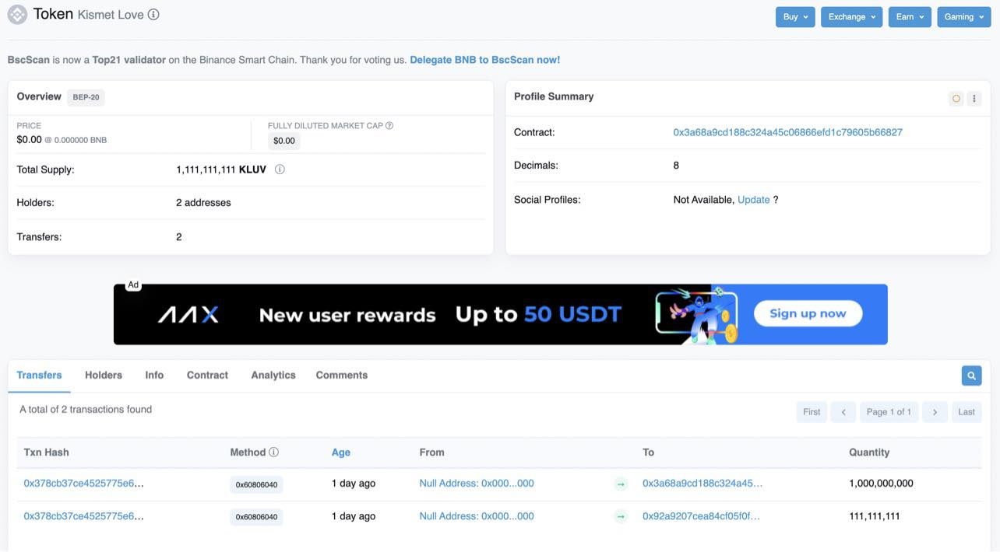 Token Kismet Love
Buy Exchange Earn Gaming
BscScan is now a Top21 validator on the Binance Smart Chain. Thank you for voting us. Delegate BNB to BscScan now!
Overview BEP-20
PRICE
$0.00 @ 0.000000 BNB
FULLY DILUTED MARKET CAP
$0.00
Total Supply: 1,111,111,111 KLUV
Holders: 2 addresses
Transfers: 2
Profile Summary
Contract: 0x3a68a9cd188c324a45c06866efd1c79605b66827
Decimals: 8
Social Profiles: Not Available, Update ?
Ad
AAX New user rewards Up to 50 USDT Sign up now
Transfers Holders Info Contract Analytics Comments
A total of 2 transactions found
First Page 1 of 1 Last
Txn Hash Method Age From To Quantity
0x378cb37ce4525775e6... 0x60806040 1 day ago Null Address: 0x000...000 0x3a68a9cd188c324a45... 1,000,000,000
0x378cb37ce4525775e6... 0x60806040 1 day ago Null Address: 0x000...000 0x92a9207cea84cf05f0f... 111,111,111